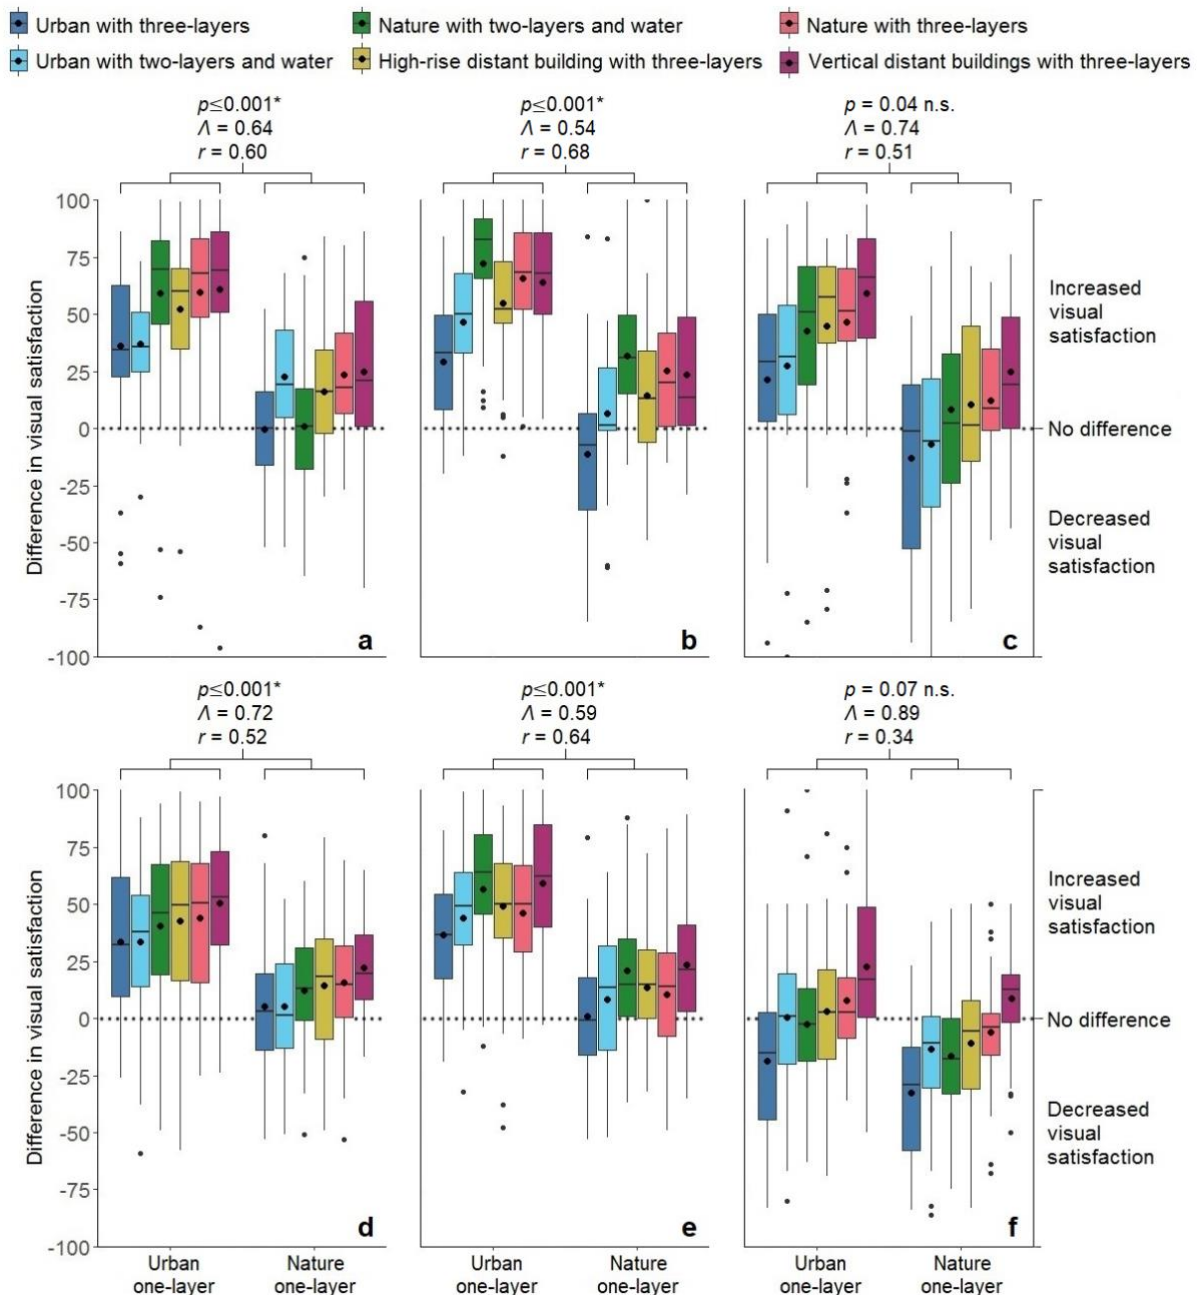 Urban with three-layers
Nature with two-layers and water
Nature with three-layers
Urban with two-layers and water
High-rise distant building with three-layers
Vertical distant buildings with three-layers
p≤0.001*
Λ = 0.64
r = 0.60
p≤0.001*
Λ = 0.54
r = 0.68
p = 0.04 n.s.
Λ = 0.74
r = 0.51
Difference in visual satisfaction
100
75
50
25
0
-25
-50
-75
-100
a
b
c
Increased
visual
satisfaction
No difference
Decreased
visual
satisfaction
p≤0.001*
Λ = 0.72
r = 0.52
p≤0.001*
Λ = 0.59
r = 0.64
p = 0.07 n.s.
Λ = 0.89
r = 0.34
Difference in visual satisfaction
100
75
50
25
0
-25
-50
-75
-100
d
e
f
Increased
visual
satisfaction
No difference
Decreased
visual
satisfaction
Urban
one-layer
Nature
one-layer
Urban
one-layer
Nature
one-layer
Urban
one-layer
Nature
one-layer